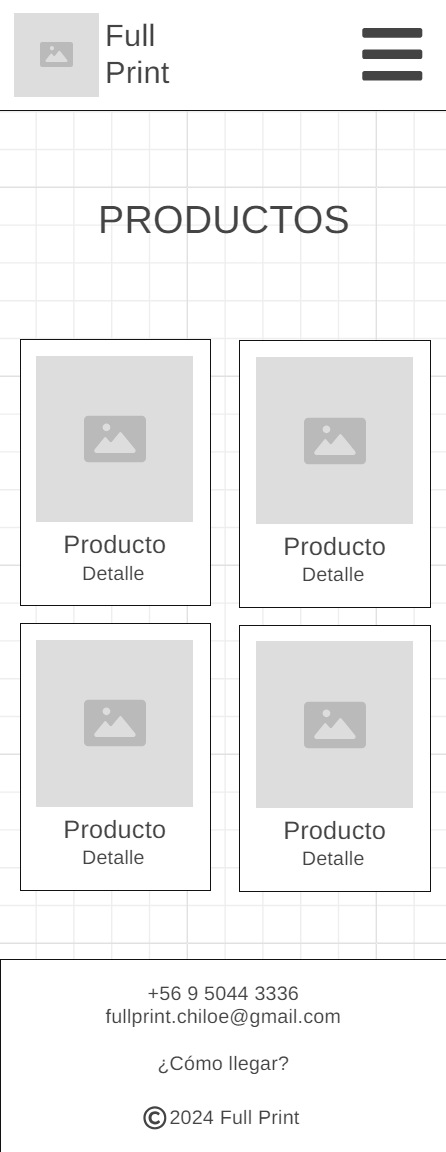 Full
Print
PRODUCTOS
Producto
Detalle
Producto
Detalle
Producto
Detalle
Producto
Detalle
+56 9 5044 3336
fullprint.chiloe@gmail.com
¿Cómo llegar?
© 2024 Full Print